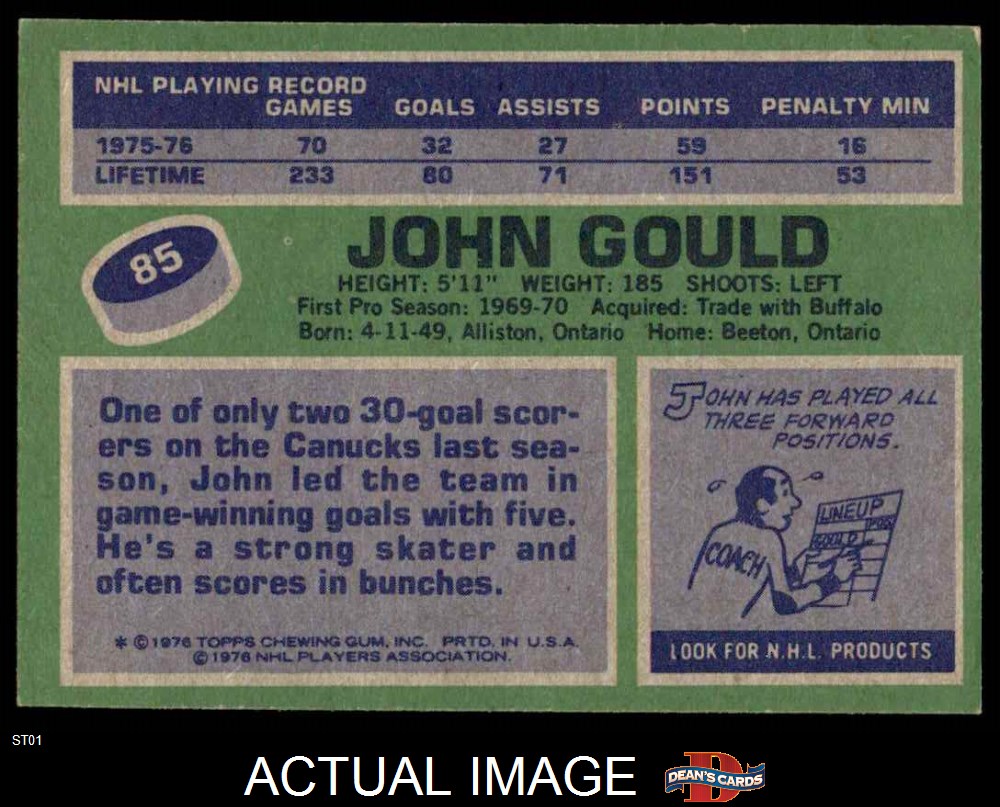 NHL PLAYING RECORD
GAMES GOALS ASSISTS POINTS PENALTY MIN
1975-76 70 32 27 59 16
LIFETIME 233 80 71 151 53
85
JOHN GOULD
HEIGHT: 5'11" WEIGHT: 185 SHOOTS: LEFT
First Pro Season: 1969-70 Acquired: Trade with Buffalo
Born: 4-11-49, Alliston, Ontario Home: Beeton, Ontario
One of only two 30-goal scor-
ers on the Canucks last sea-
son, John led the team in
game-winning goals with five.
He's a strong skater and
often scores in bunches.
* © 1976 TOPPS CHEWING GUM, INC. PRTD. IN U.S.A.
© 1976 NHL PLAYERS ASSOCIATION.
JOHN HAS PLAYED ALL
THREE FORWARD
POSITIONS.
LINEUP
POS
GOULD
COACH
LOOK FOR N.H.L. PRODUCTS
ST01
ACTUAL IMAGE
DEAN'S CARDS